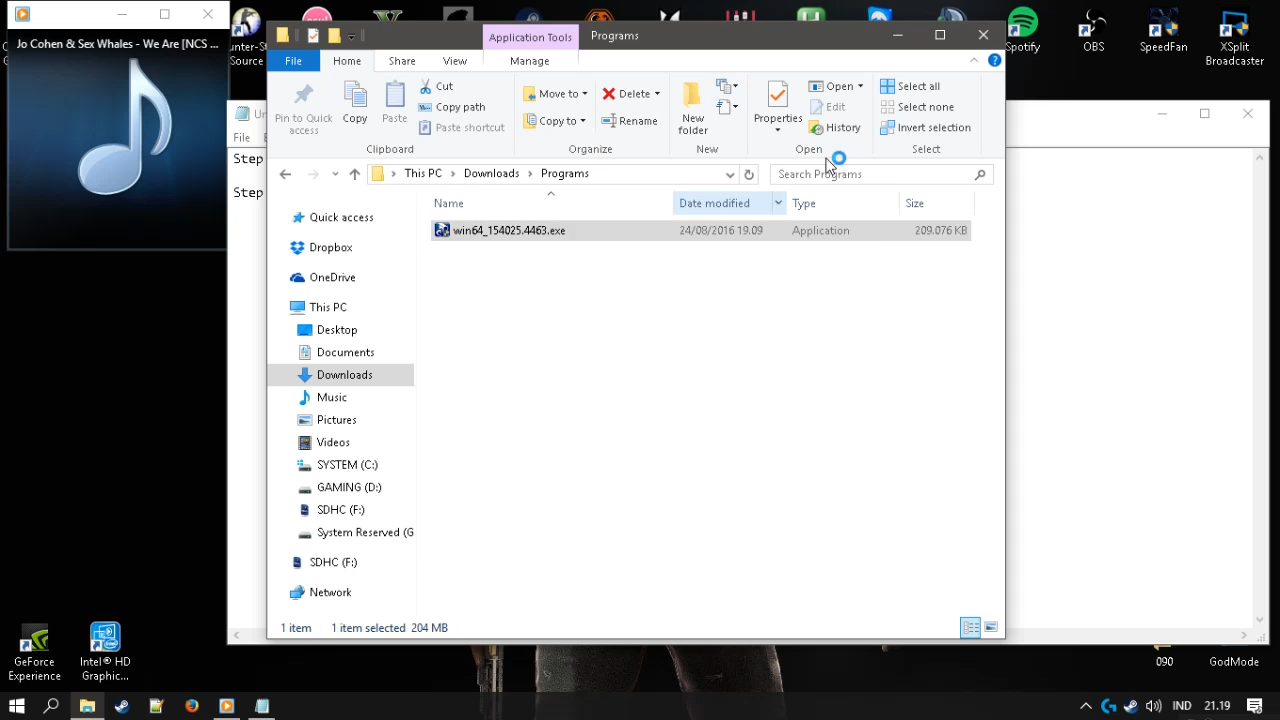 Jo Cohen & Sex Whales - We Are [NCS ...
Counter-Strike
Source
Spotify
OBS
SpeedFan
XSplit
Broadcaster
Application Tools
Programs
File
Home
Share
View
Manage
Pin to Quick
access
Copy
Paste
Cut
Copy path
Paste shortcut
Clipboard
Move to
Copy to
Delete
Rename
Organize
New
folder
New
Properties
Open
Edit
History
Open
Select all
Select none
Invert selection
Select
File
Step
Step
This PC
Downloads
Programs
Search Programs
Name
Date modified
Type
Size
win64_154025.4463.exe
24/08/2016 19.09
Application
209.076 KB
Quick access
Dropbox
OneDrive
This PC
Desktop
Documents
Downloads
Music
Pictures
Videos
SYSTEM (C:)
GAMING (D:)
SDHC (F:)
System Reserved (G
SDHC (F:)
Network
1 item
1 item selected 204 MB
GeForce
Experience
Intel® HD
Graphic...
090
GodMode
IND
21.19